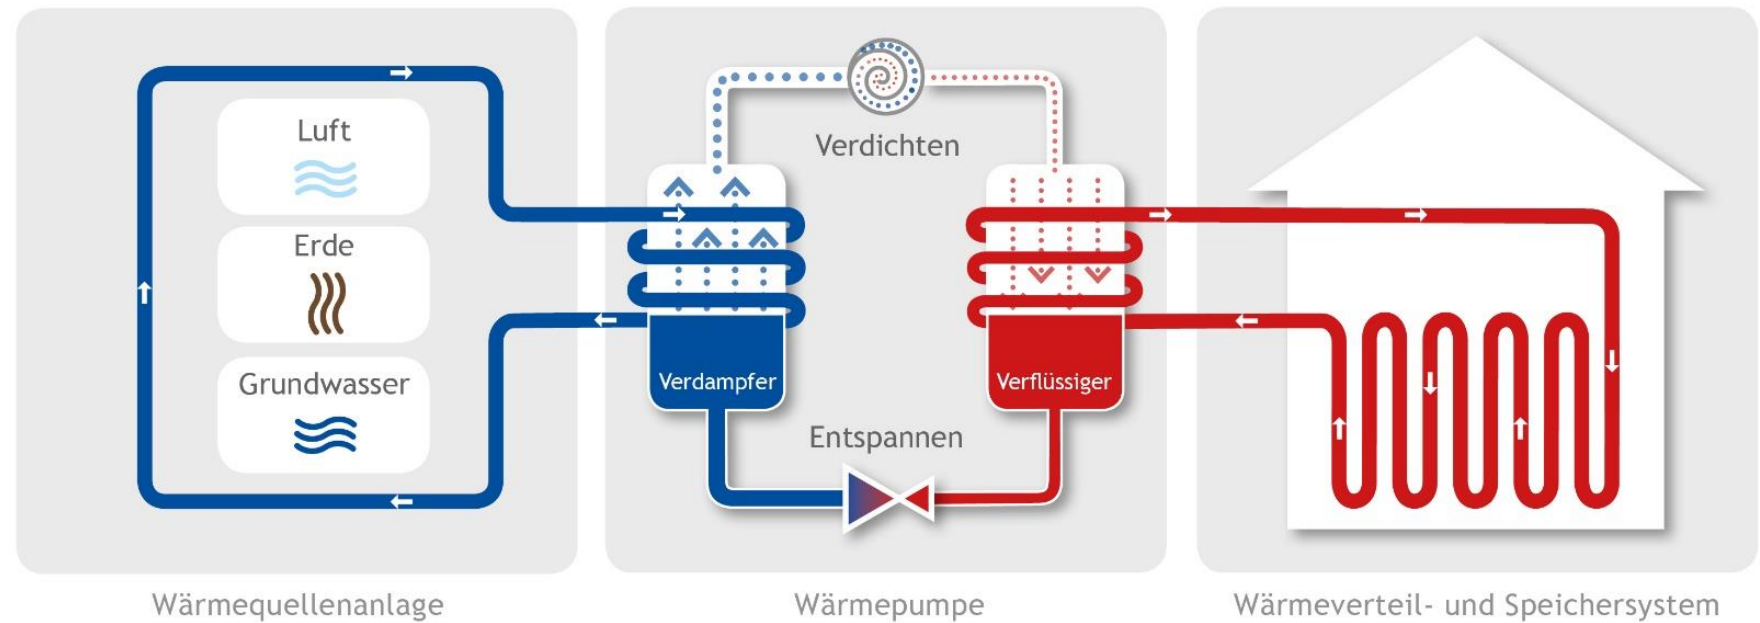 Luft
Erde
Grundwasser
Wärmequellenanlage
Verdichten
Verdampfer
Verflüssiger
Entspannen
Wärmepumpe
Wärmeverteil- und Speichersystem